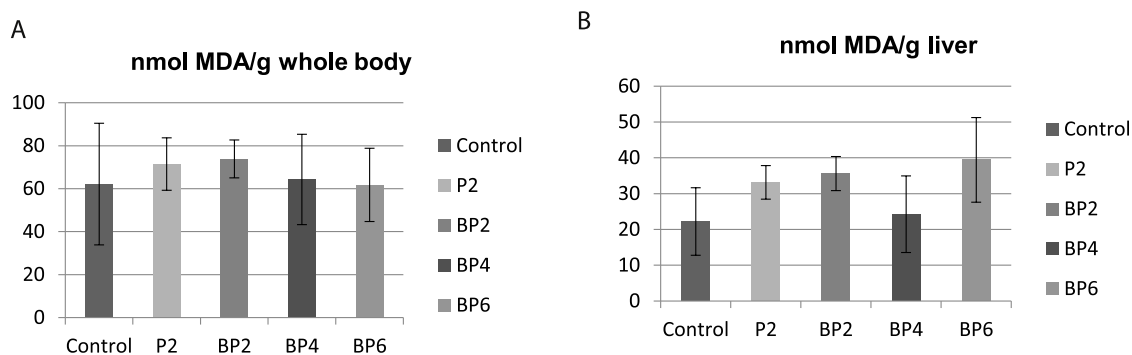 A
nmol MDA/g whole body
100
80
60
40
20
0
Control
P2
BP2
BP4
BP6
Control P2 BP2 BP4 BP6
B
nmol MDA/g liver
60
50
40
30
20
10
0
Control
P2
BP2
BP4
BP6
Control P2 BP2 BP4 BP6